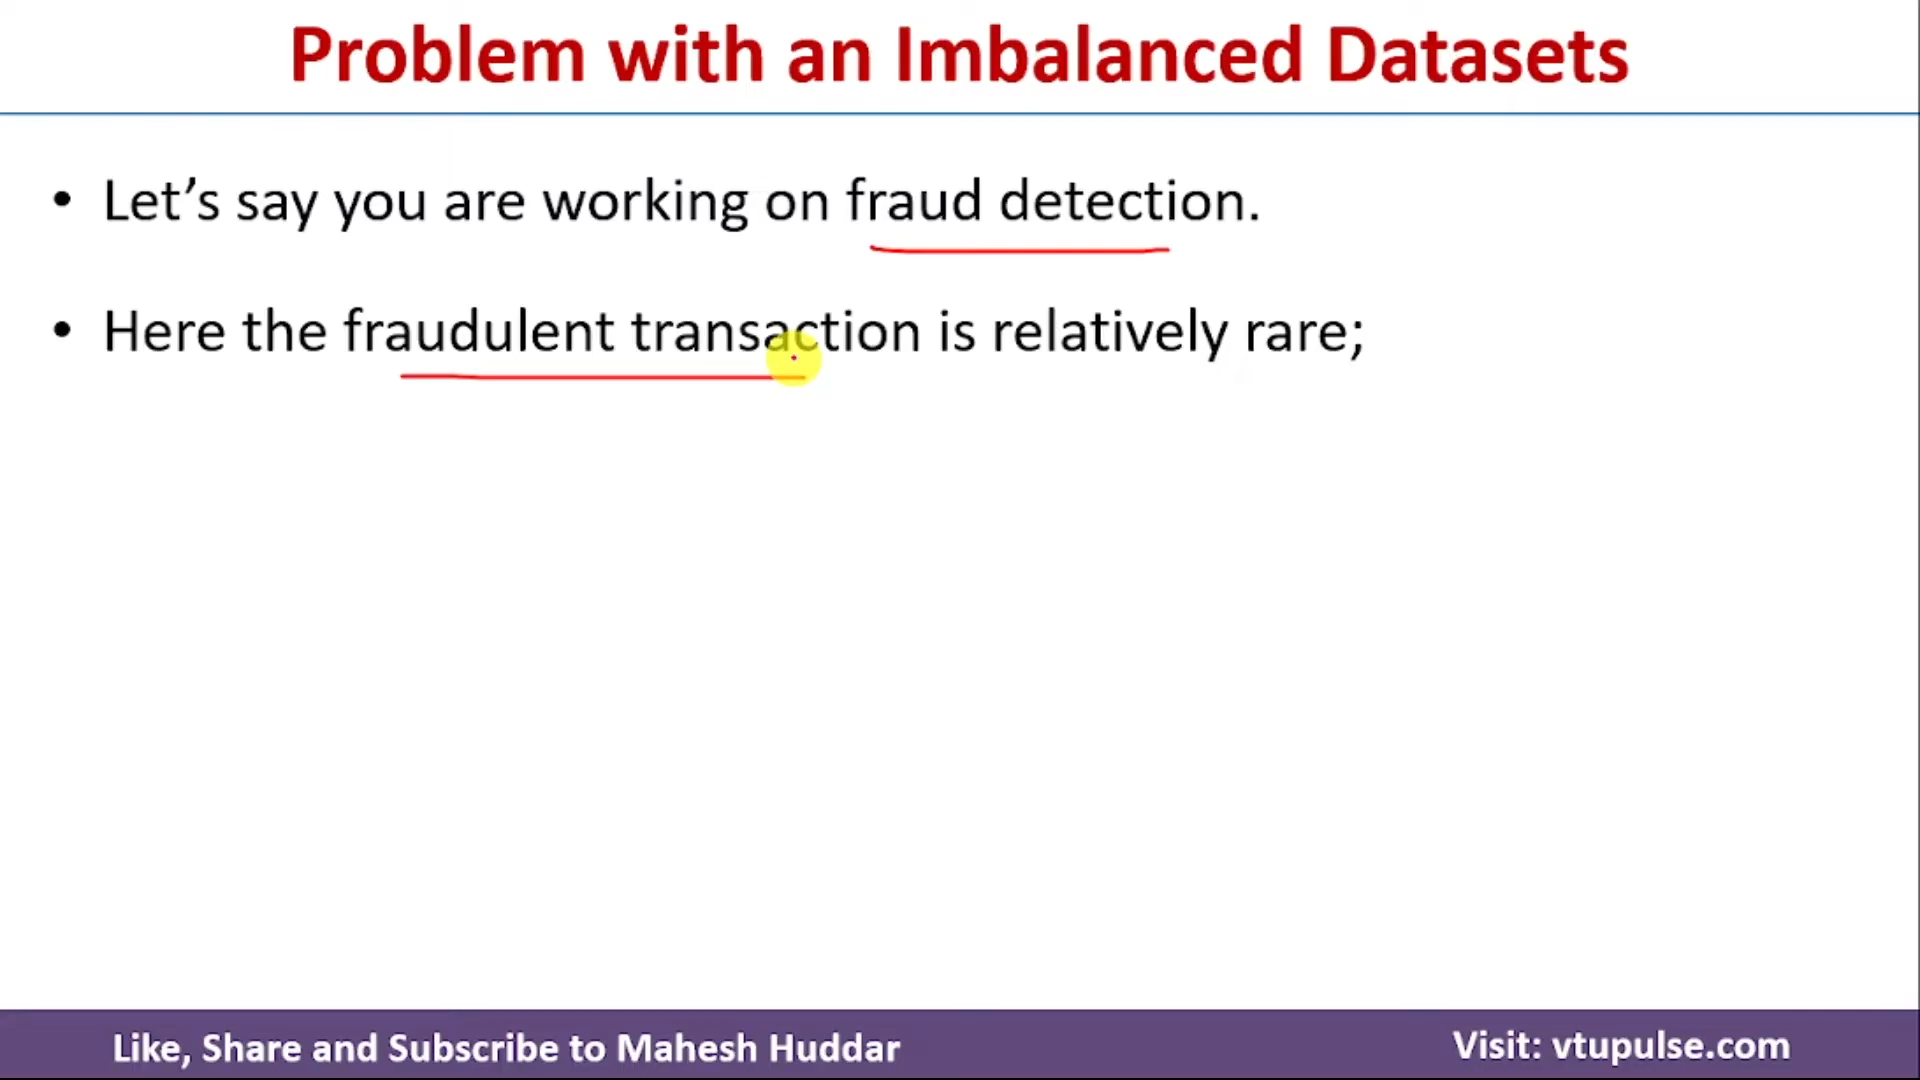 Problem with an Imbalanced Datasets
• Let’s say you are working on fraud detection.
• Here the fraudulent transaction is relatively rare;
Like, Share and Subscribe to Mahesh Huddar
Visit: vtupulse.com